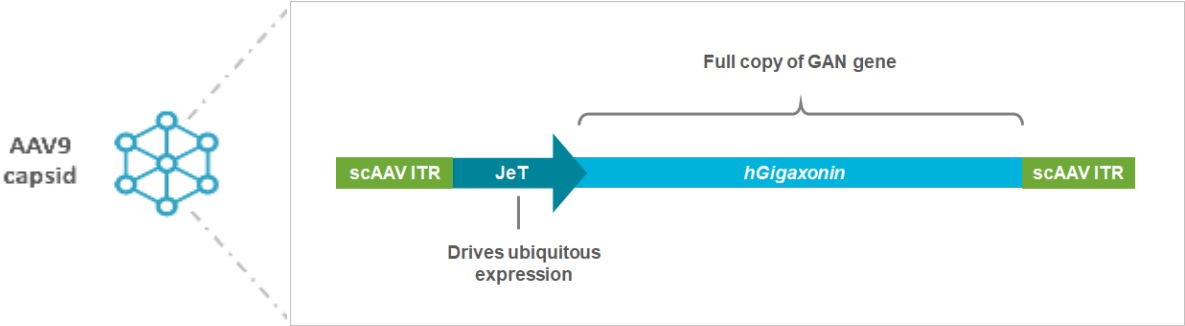 Full copy of GAN gene
AAV9
capsid
scAAV ITR
JeT
hGigaxonin
scAAV ITR
Drives ubiquitous
expression